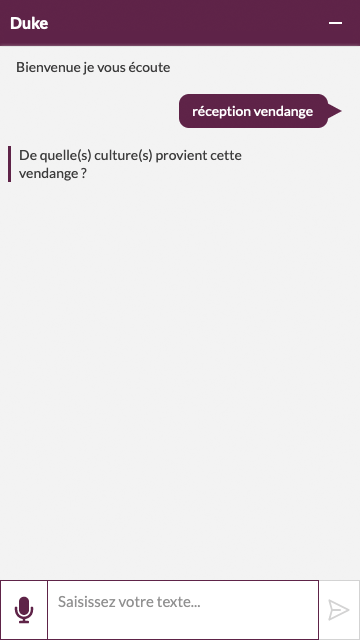 Duke
Bienvenue je vous écoute
réception vendange
De quelle(s) culture(s) provient cette
vendange ?
Saisissez votre texte...